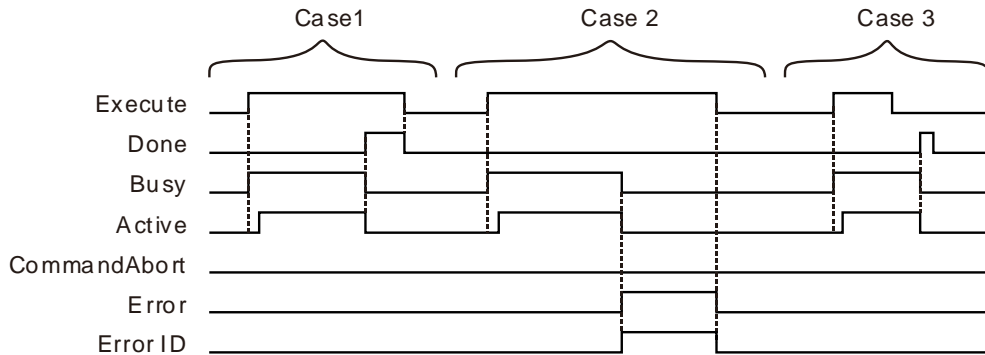 Case1 Case 2 Case 3
Execute
Done
Busy
Active
CommandAbort
Error
Error ID